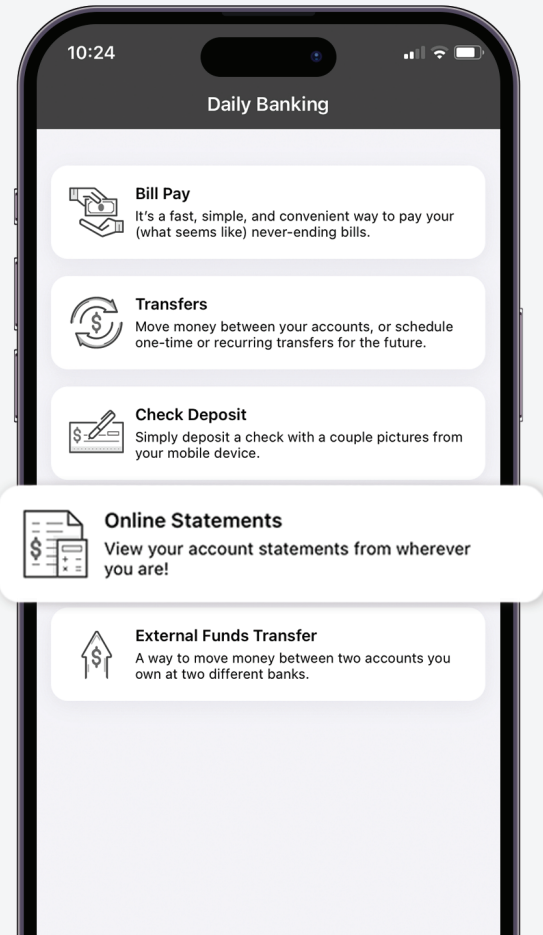 10:24
Daily Banking
Bill Pay
It's a fast, simple, and convenient way to pay your
(what seems like) never-ending bills.
$
Transfers
Move money between your accounts, or schedule
one-time or recurring transfers for the future.
$
Check Deposit
Simply deposit a check with a couple pictures from
your mobile device.
$
Online Statements
View your account statements from wherever
you are!
$
External Funds Transfer
A way to move money between two accounts you
own at two different banks.